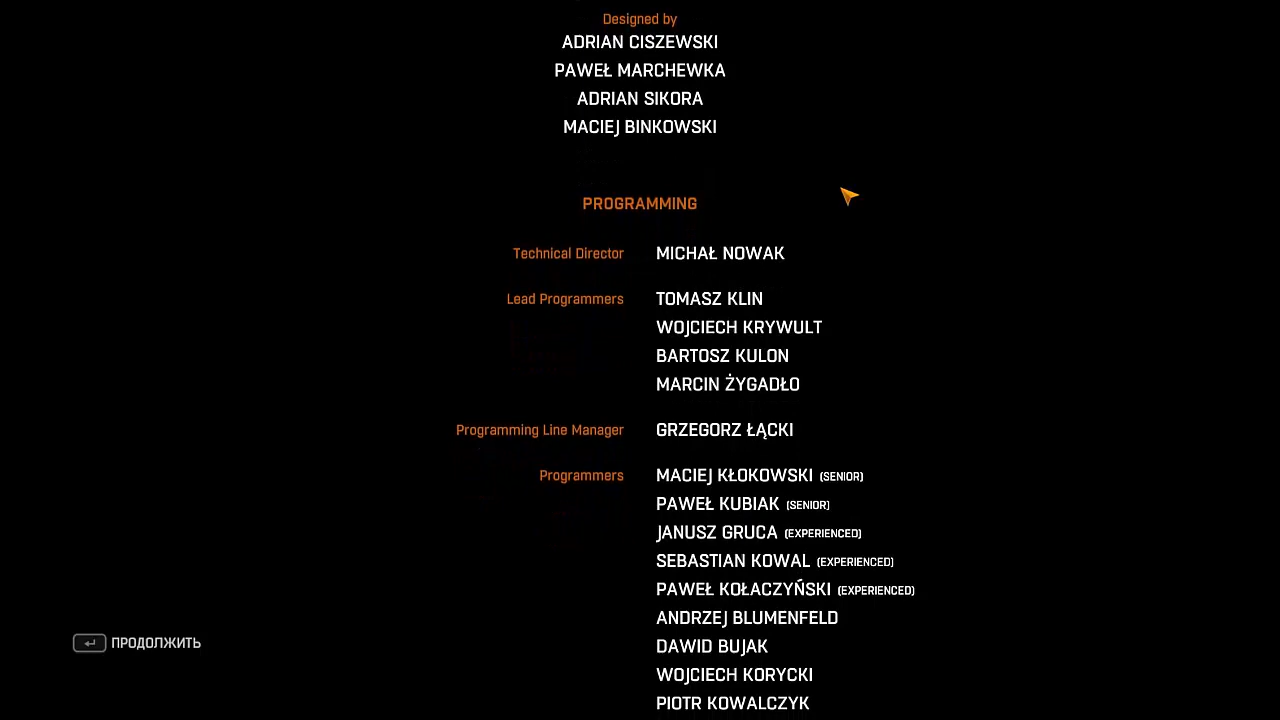 Designed by
ADRIAN CISZEWSKI
PAWEŁ MARCHEWKA
ADRIAN SIKORA
MACIEJ BINKOWSKI
PROGRAMMING
Technical Director MICHAŁ NOWAK
Lead Programmers TOMASZ KLIN
WOJCIECH KRYWULT
BARTOSZ KULON
MARCIN ŻYGADŁO
Programming Line Manager GRZEGORZ ŁĄCKI
Programmers MACIEJ KŁOKOWSKI (SENIOR)
PAWEŁ KUBIAK (SENIOR)
JANUSZ GRUCA (EXPERIENCED)
SEBASTIAN KOWAL (EXPERIENCED)
PAWEŁ KOŁACZYŃSKI (EXPERIENCED)
ANDRZEJ BLUMENFELD
DAWID BUJAK
ПРОДОЛЖИТЬ
WOJCIECH KORYCKI
PIOTR KOWALCZYK